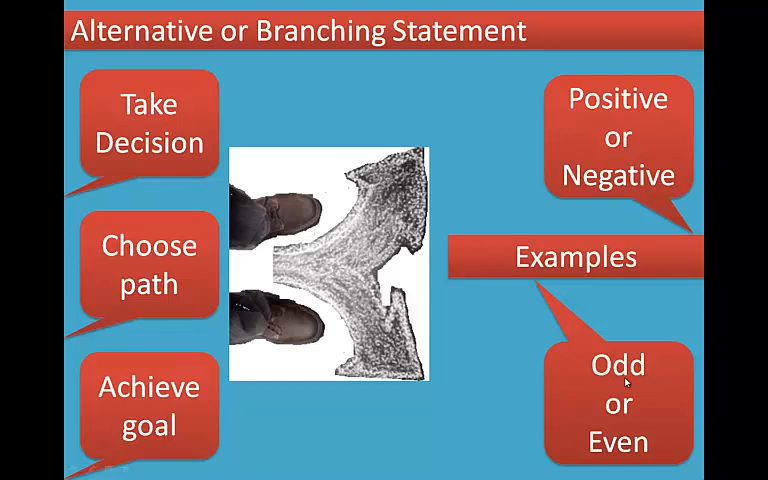 Alternative or Branching Statement
Take
Decision
Choose
path
Achieve
goal
Positive
or
Negative
Examples
Odd
or
Even